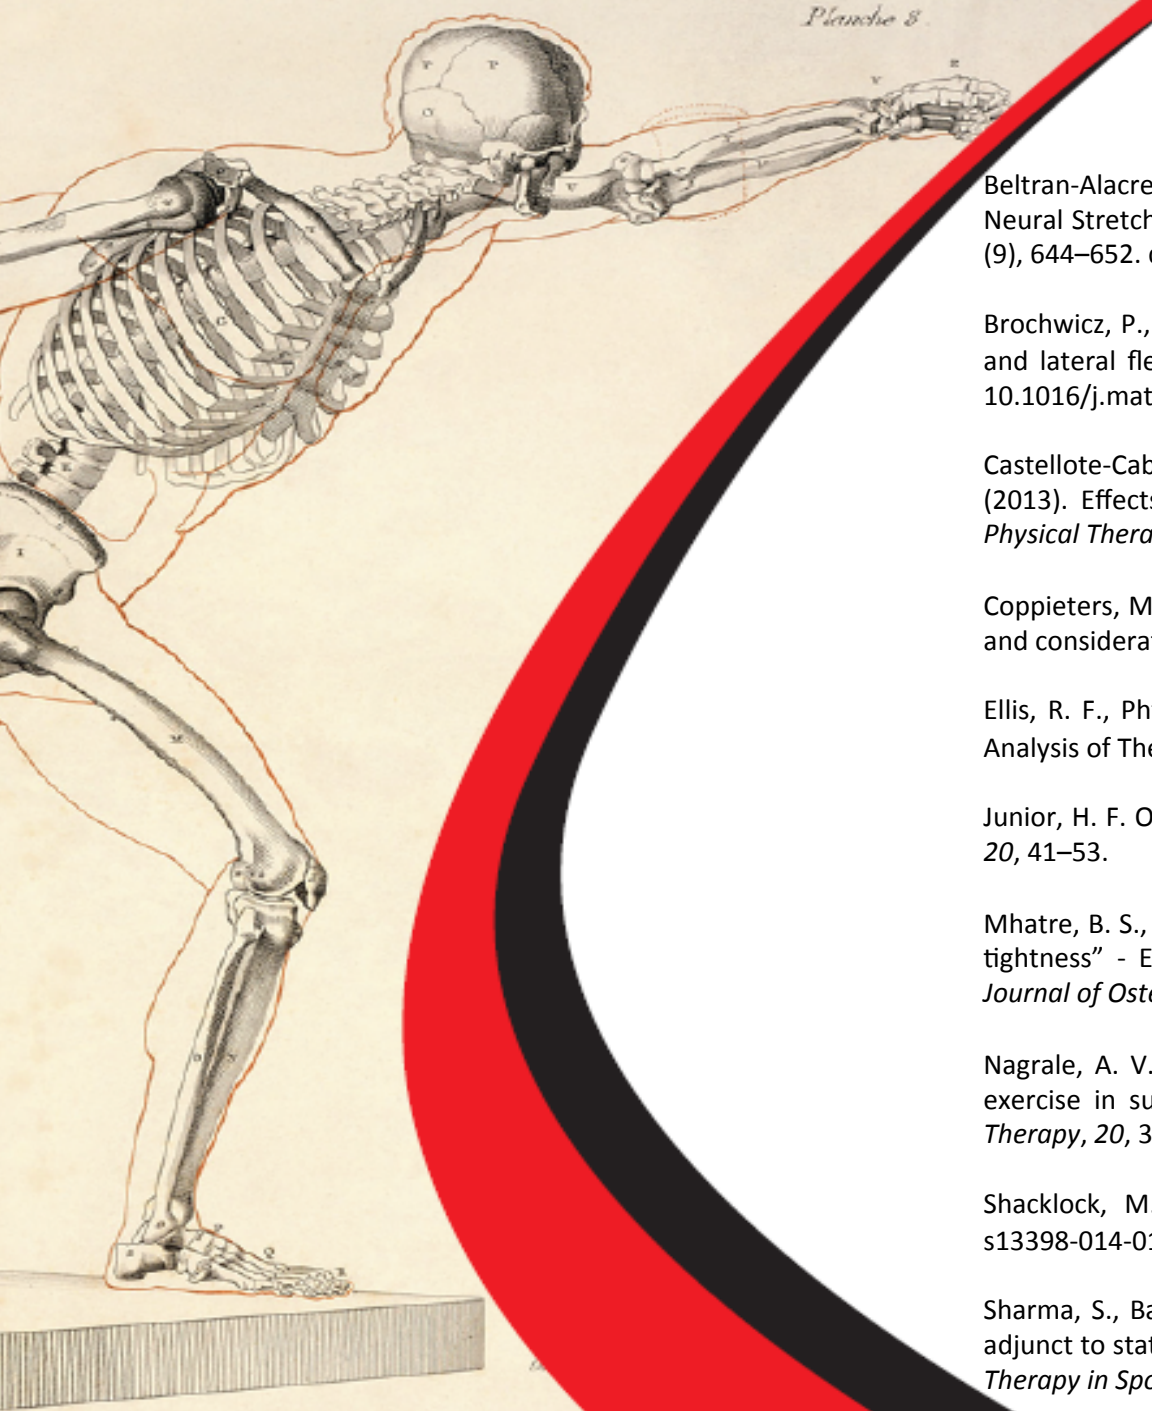 Planche 8.
Beltran-Alacre
Neural Stretch
(9), 644–652.
Brochwicz, P.,
and lateral fle
10.1016/j.mat
Castellote-Cab
(2013). Effects
Physical Thera
Coppieters, M
and considera
Ellis, R. F., Ph
Analysis of The
Junior, H. F. O
20, 41–53.
Mhatre, B. S.,
tightness” - E
Journal of Oste
Nagrale, A. V.
exercise in su
Therapy, 20, 3
Shacklock, M.
s13398-014-01
Sharma, S., Ba
adjunct to stat
Therapy in Spo